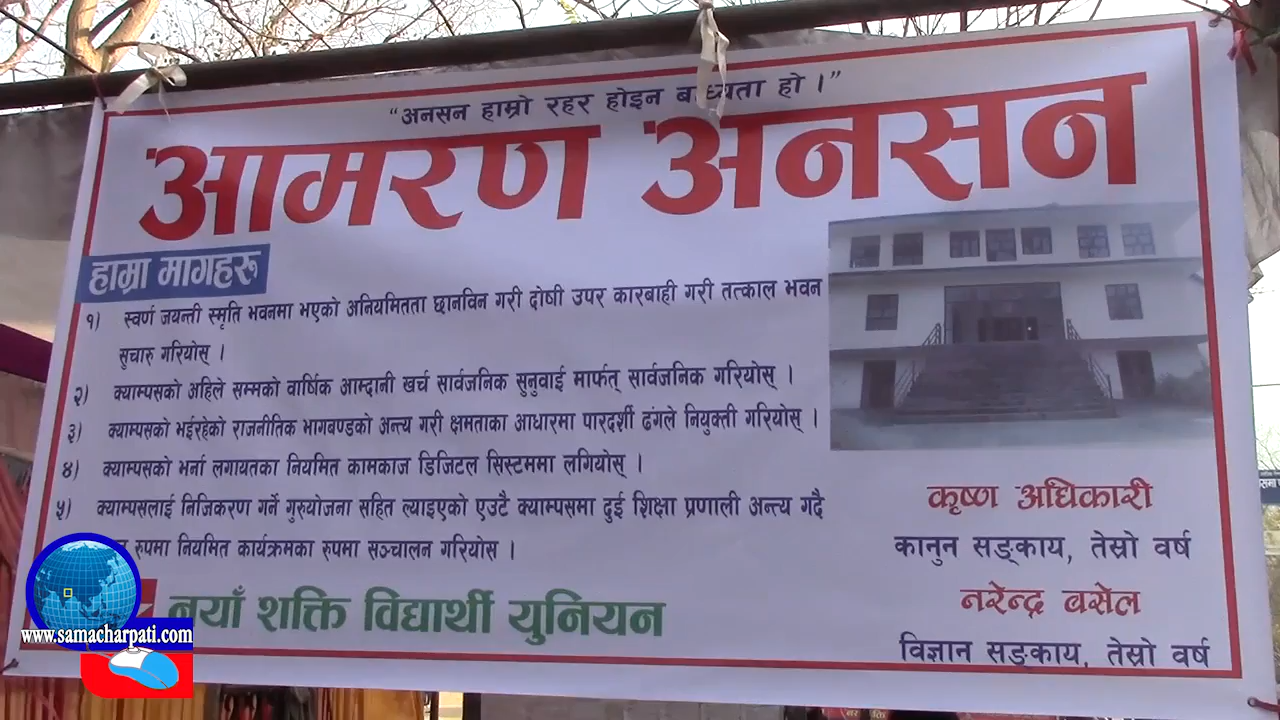 “अनसन हाम्रो रहर होइन बाध्यता हो ।”
आमरण अनसन
हाम्रा मागहरू
१) स्वर्ण जयन्ती स्मृति भवनमा भएको अनियमितता छानविन गरी दोषी उपर कारबाही गरी तत्काल भवन
सुचारु गरियोस् ।
२) क्याम्पसको अहिले सम्मको वार्षिक आम्दानी खर्च सार्वजनिक सुनुवाई मार्फत् सार्वजनिक गरियोस् ।
३) क्याम्पसको भईरहेको राजनीतिक भागबण्डको अन्त्य गरी क्षमताका आधारमा पारदर्शी ढंगले नियुक्ती गरियोस् ।
४) क्याम्पसको भर्ना लगायतका नियमित कामकाज डिजिटल सिस्टममा लगियोस् ।
५) क्याम्पसलाई निजिकरण गर्ने गुरुयोजना सहित ल्याइएको एउटै क्याम्पसमा दुई शिक्षा प्रणाली अन्त्य गर्दै
रुपमा नियमित कार्यक्रमका रुपमा सञ्चालन गरियोस ।
नयाँ शक्ति विद्यार्थी युनियन
कृष्ण अधिकारी
कानुन सङ्काय, तेस्रो वर्ष
नरेन्द्र बसेल
विज्ञान सङ्काय, तेस्रो वर्ष
www.samacharpati.com